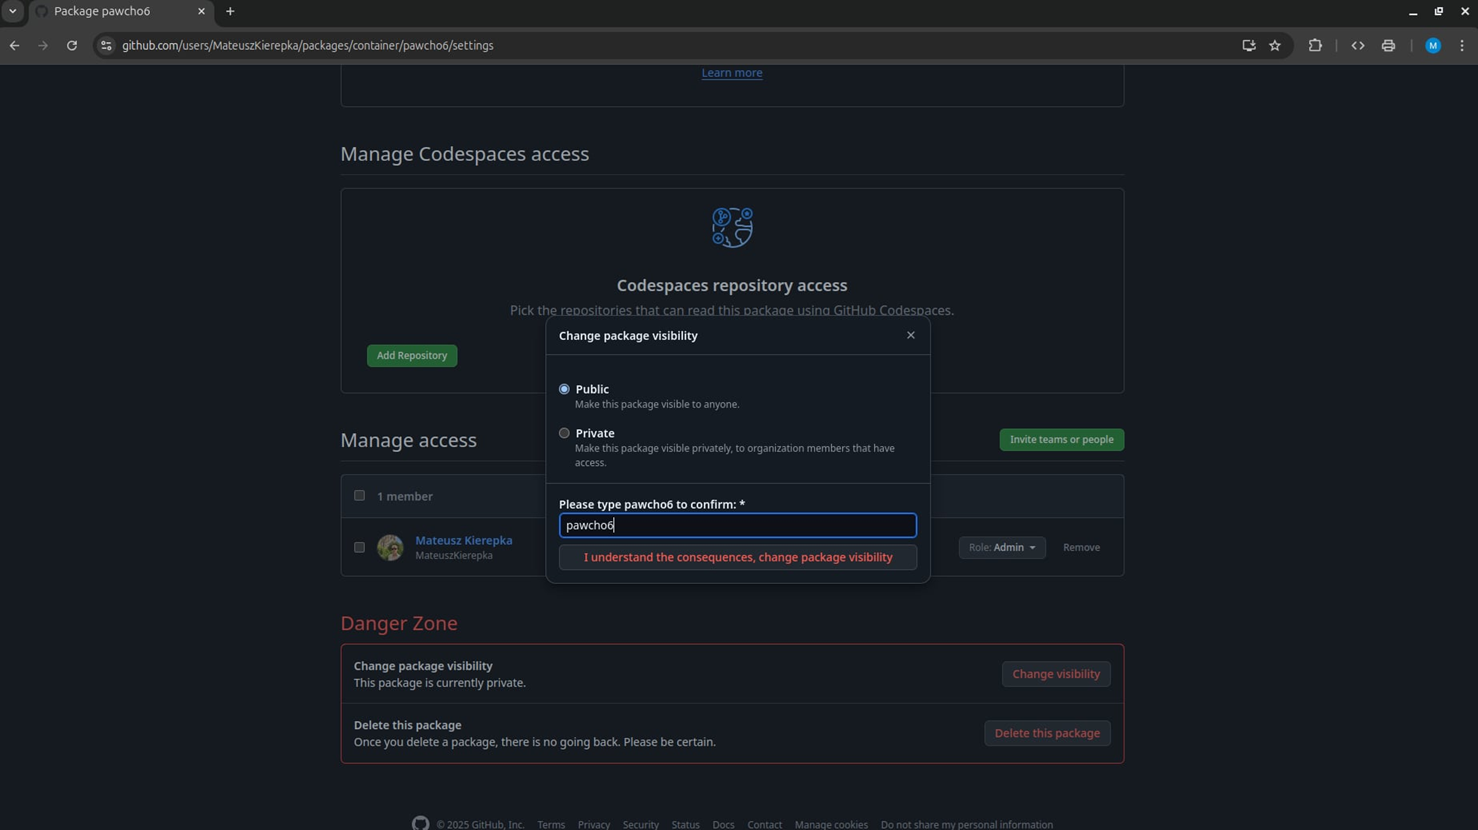 Package pawcho6
github.com/users/MateuszKierepka/packages/container/pawcho6/settings
M
Learn more
Manage Codespaces access
Codespaces repository access
Pick the repositories that can read this package using GitHub Codespaces.
Add Repository
Change package visibility
Public
Make this package visible to anyone.
Private
Make this package visible privately, to organization members that have
access.
Please type pawcho6 to confirm: *
pawcho6
I understand the consequences, change package visibility
Manage access
Invite teams or people
1 member
Mateusz Kierepka
MateuszKierepka
Role: Admin
Remove
Danger Zone
Change package visibility
This package is currently private.
Change visibility
Delete this package
Once you delete a package, there is no going back. Please be certain.
Delete this package
© 2025 GitHub, Inc. Terms Privacy Security Status Docs Contact Manage cookies Do not share my personal information